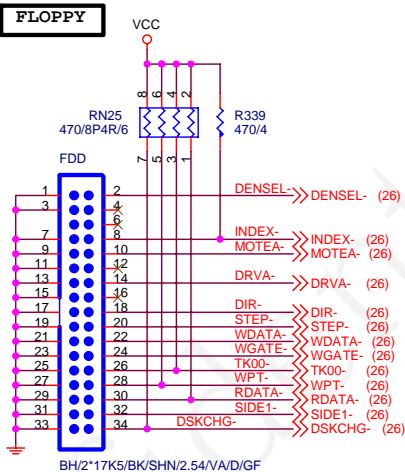 FLOPPY
VCC
8 6 4 2
RN25
470/8P4R/6
R339
470/4
7 5 3 1
FDD
1 2 DENSEL- DENSEL- (26)
3 4
6
7 8 INDEX- INDEX- (26)
9 10 MOTEA- MOTEA- (26)
11 12
13 14 DRVA- DRVA- (26)
15 16
17 18 DIR- DIR- (26)
19 20 STEP- STEP- (26)
21 22 WDATA- WDATA- (26)
23 24 WGATE- WGATE- (26)
25 26 TK00- TK00- (26)
27 28 WPT- WPT- (26)
29 30 RDATA- RDATA- (26)
31 32 SIDE1- SIDE1- (26)
33 34 DSKCHG- DSKCHG- (26)
BH/2*17K5/BK/SHN/2.54/VA/D/GF